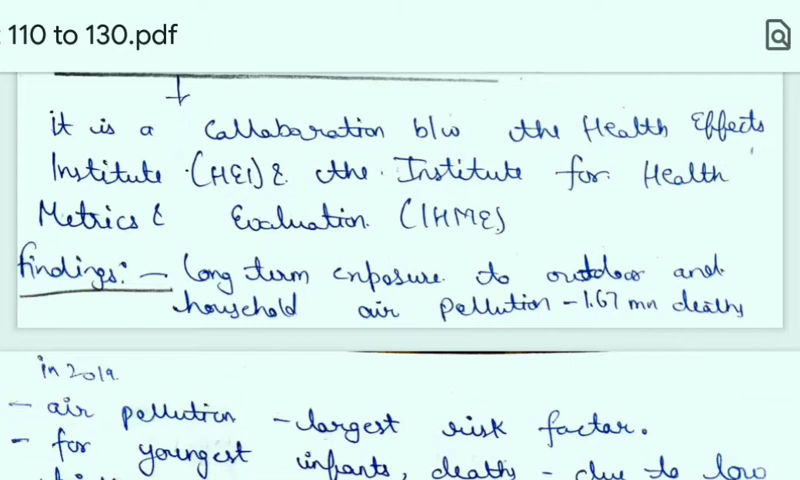 110 to 130.pdf
it is a Collaboration b/w the Health Effects
Institute (HEI) & the Institute for Health
Metrics & Evaluation (IHME)
findings:- long term exposure to outdoor and
household air pollution - 1.67 mn deaths
in 2019.
- air pollution - largest risk factor.
- for youngest infants, deaths - due to low